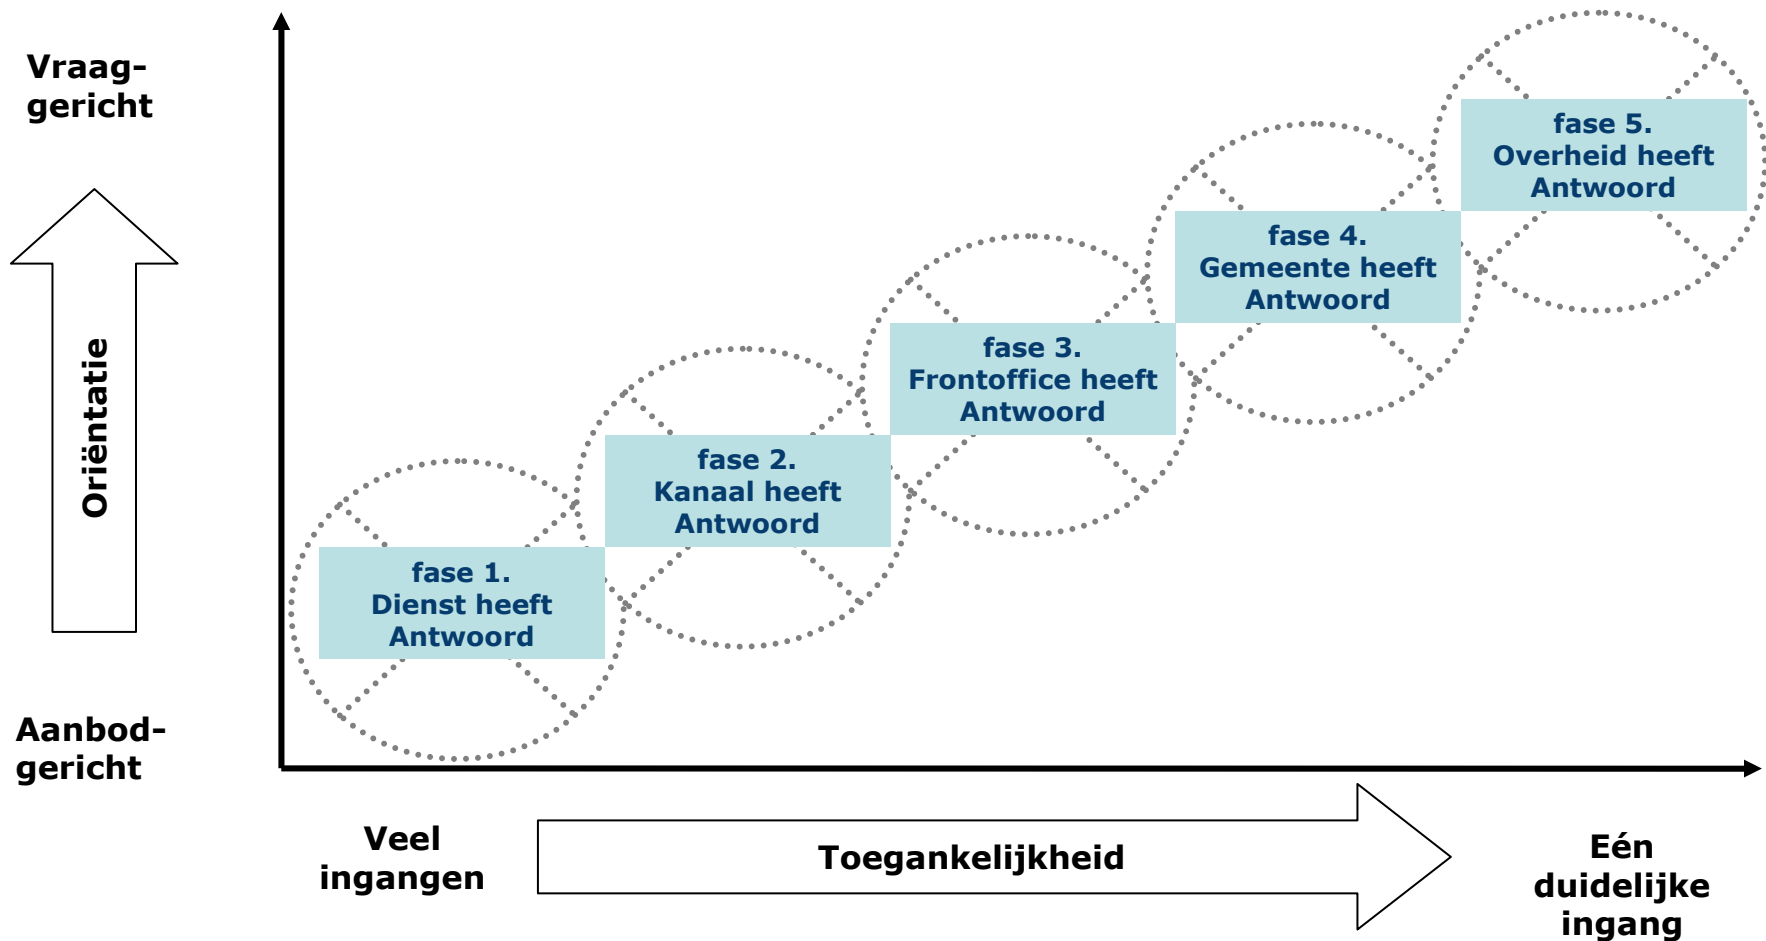 Vraag-
gericht
Oriëntatie
Aanbod-
gericht
fase 5.
Overheid heeft
Antwoord
fase 4.
Gemeente heeft
Antwoord
fase 3.
Frontoffice heeft
Antwoord
fase 2.
Kanaal heeft
Antwoord
fase 1.
Dienst heeft
Antwoord
Veel
ingangen
Toegankelijkheid
Eén
duidelijke
ingang